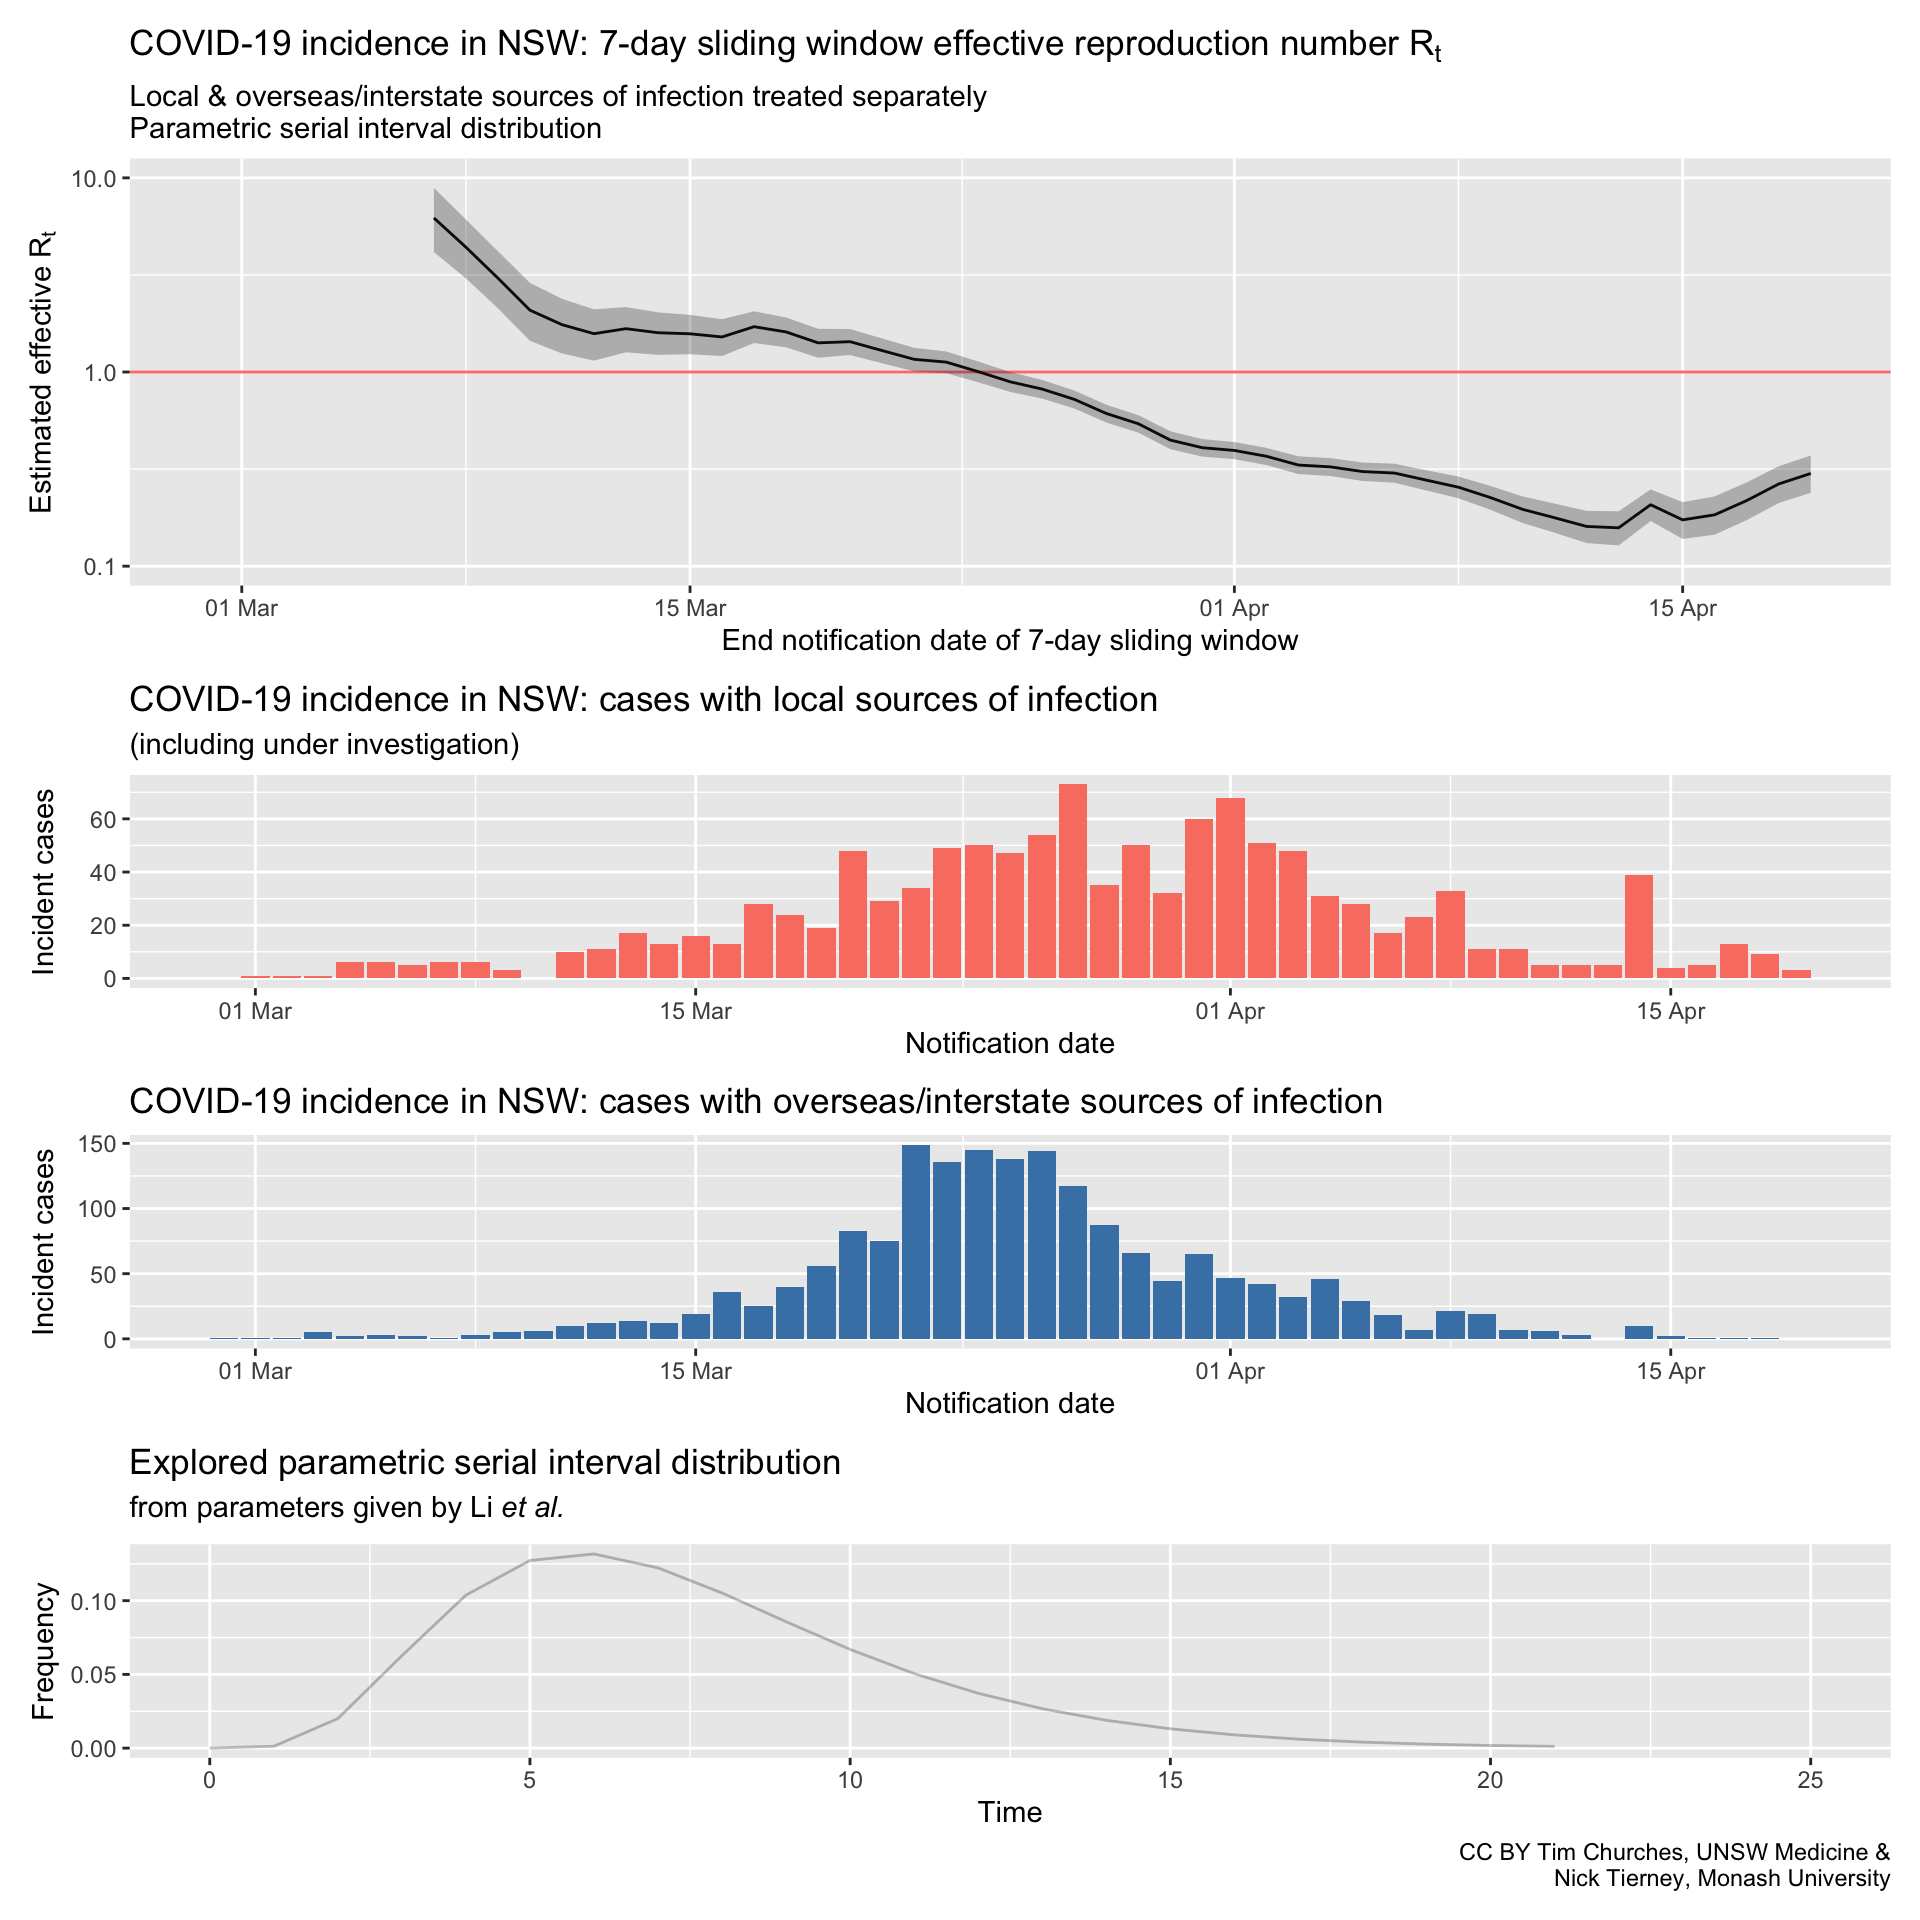 COVID-19 incidence in NSW: 7-day sliding window effective reproduction number Rt
Local & overseas/interstate sources of infection treated separately
Parametric serial interval distribution
Estimated effective Rt
10.0
1.0
0.1
01 Mar
15 Mar
01 Apr
15 Apr
End notification date of 7-day sliding window
COVID-19 incidence in NSW: cases with local sources of infection
(including under investigation)
Incident cases
60
40
20
0
01 Mar
15 Mar
01 Apr
15 Apr
Notification date
COVID-19 incidence in NSW: cases with overseas/interstate sources of infection
Incident cases
150
100
50
0
01 Mar
15 Mar
01 Apr
15 Apr
Notification date
Explored parametric serial interval distribution
from parameters given by Li et al.
Frequency
0.10
0.05
0.00
0
5
10
15
20
25
Time
CC BY Tim Churches, UNSW Medicine &
Nick Tierney, Monash University